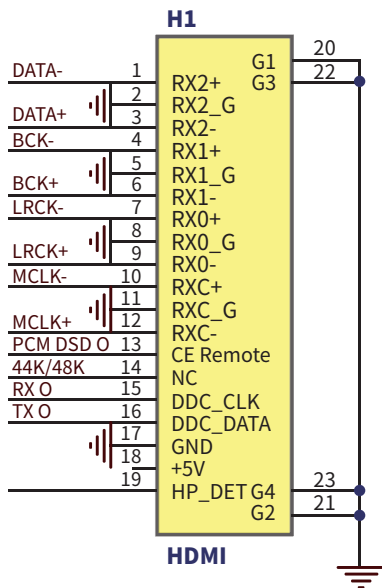 H1
DATA- 1 RX2+ G1 20
2 RX2_G G3 22
DATA+ 3 RX2-
BCK- 4 RX1+
5 RX1_G
BCK+ 6 RX1-
LRCK- 7 RX0+
8 RX0_G
LRCK+ 9 RX0-
MCLK- 10 RXC+
11 RXC_G
MCLK+ 12 RXC-
PCM DSD O 13 CE Remote
44K/48K 14 NC
RX O 15 DDC_CLK
TX O 16 DDC_DATA
17 GND
18 +5V
19 HP_DET G4 23
G2 21
HDMI